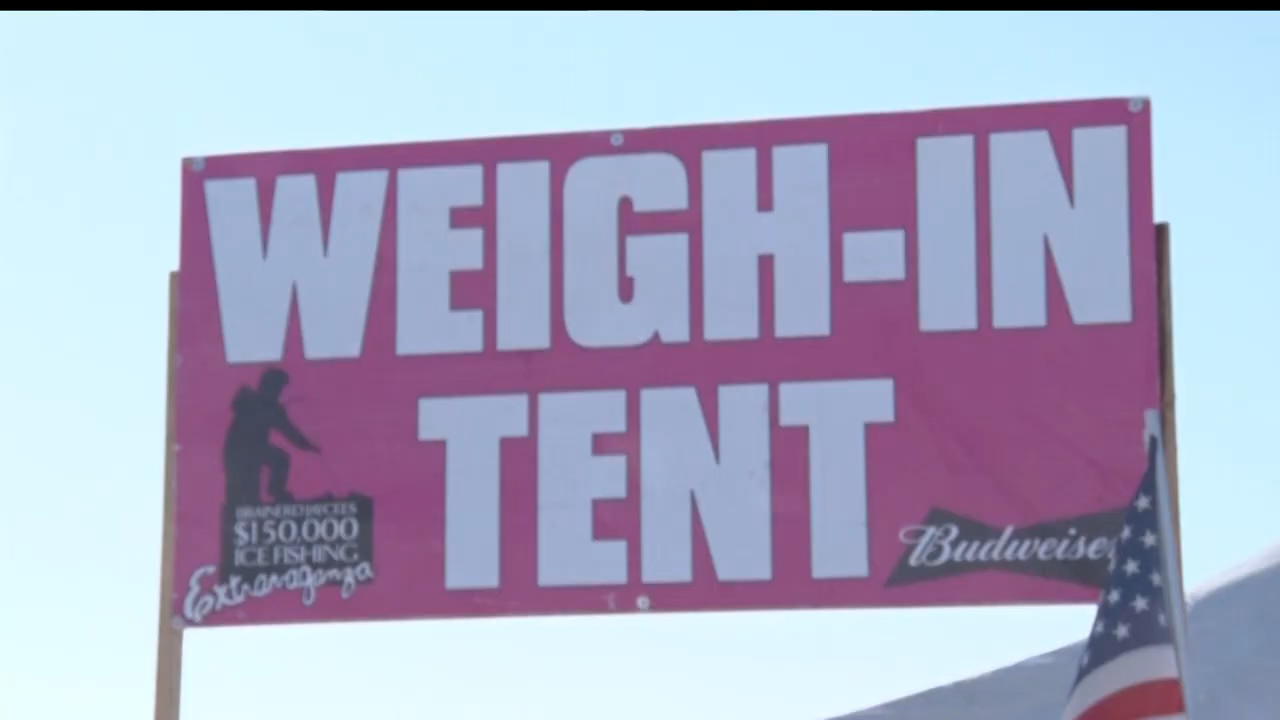 WEIGH-IN
TENT
BRAINERD JAYCEES
$150,000
ICE FISHING
Extravaganza
Budweiser